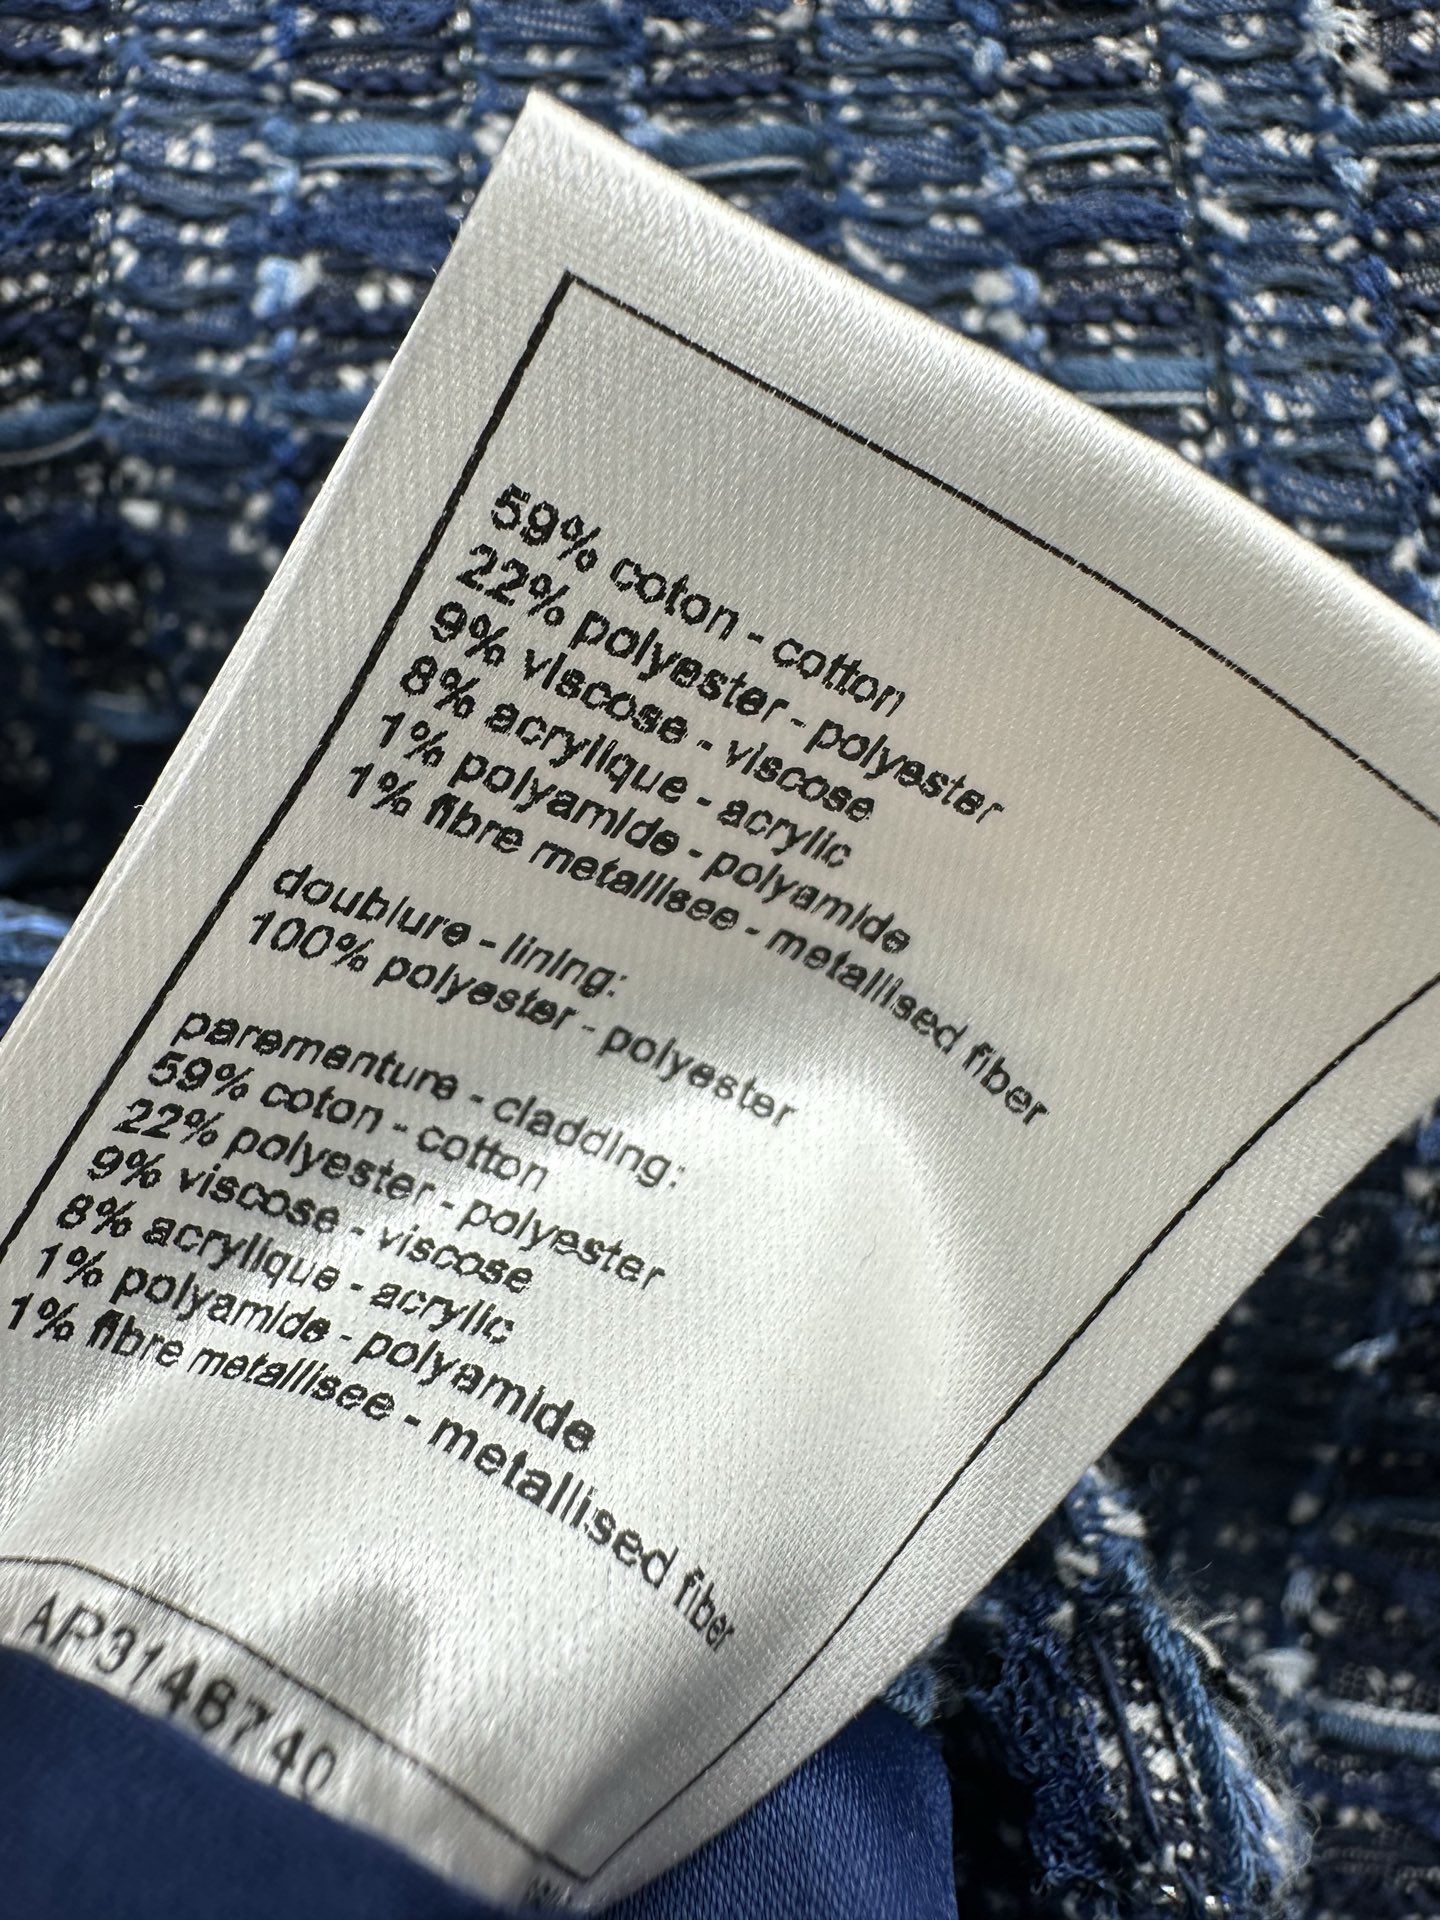 59% coton - cotton
22% polyester - polyester
9% viscose - viscose
8% acrylique - acrylic
1% polyamide - polyamide
1% fibre metallisee - metallised fiber
doublure - lining:
100% polyester - polyester
parementure - cladding:
59% coton - cotton
22% polyester - polyester
9% viscose - viscose
8% acrylique - acrylic
1% polyamide - polyamide
1% fibre metallisee - metallised fiber